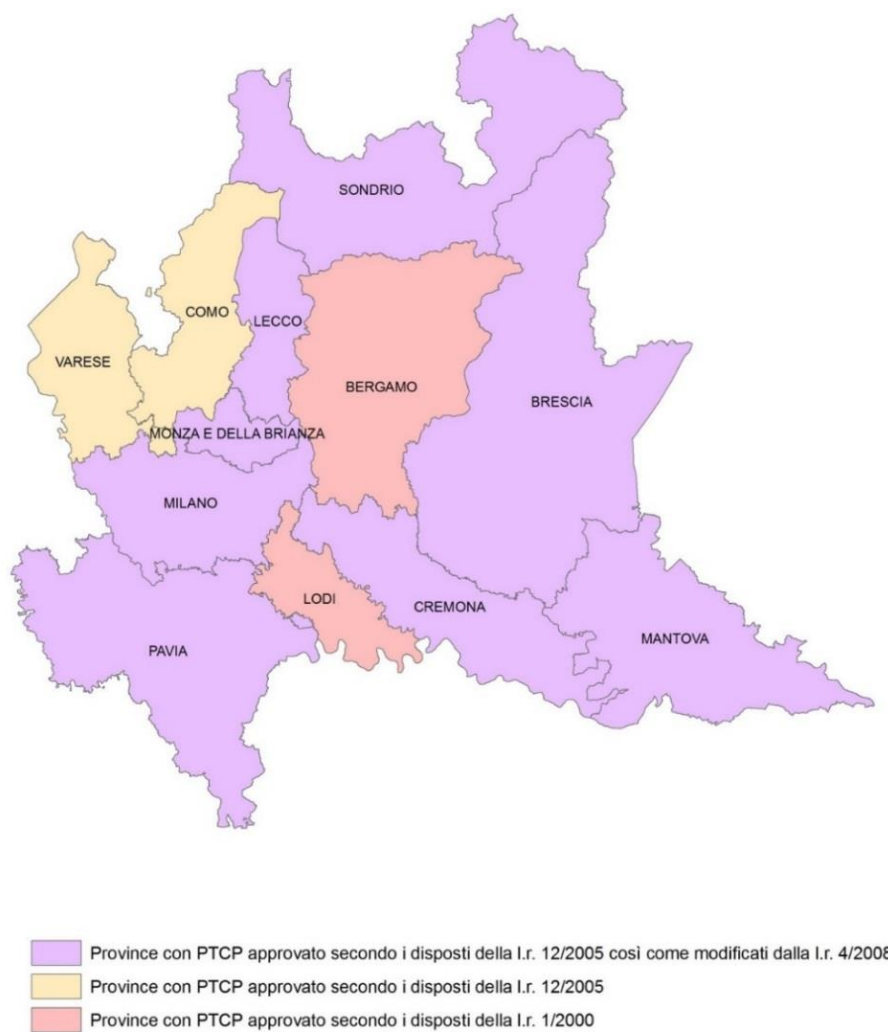 SONDRIO
COMO
LECCO
VARESE
BERGAMO
BRESCIA
MONZA E DELLA BRIANZA
MILANO
LODI
CREMONA
MANTOVA
PAVIA
Province con PTCP approvato secondo i disposti della l.r. 12/2005 così come modificati dalla l.r. 4/2008
Province con PTCP approvato secondo i disposti della l.r. 12/2005
Province con PTCP approvato secondo i disposti della l.r. 1/2000